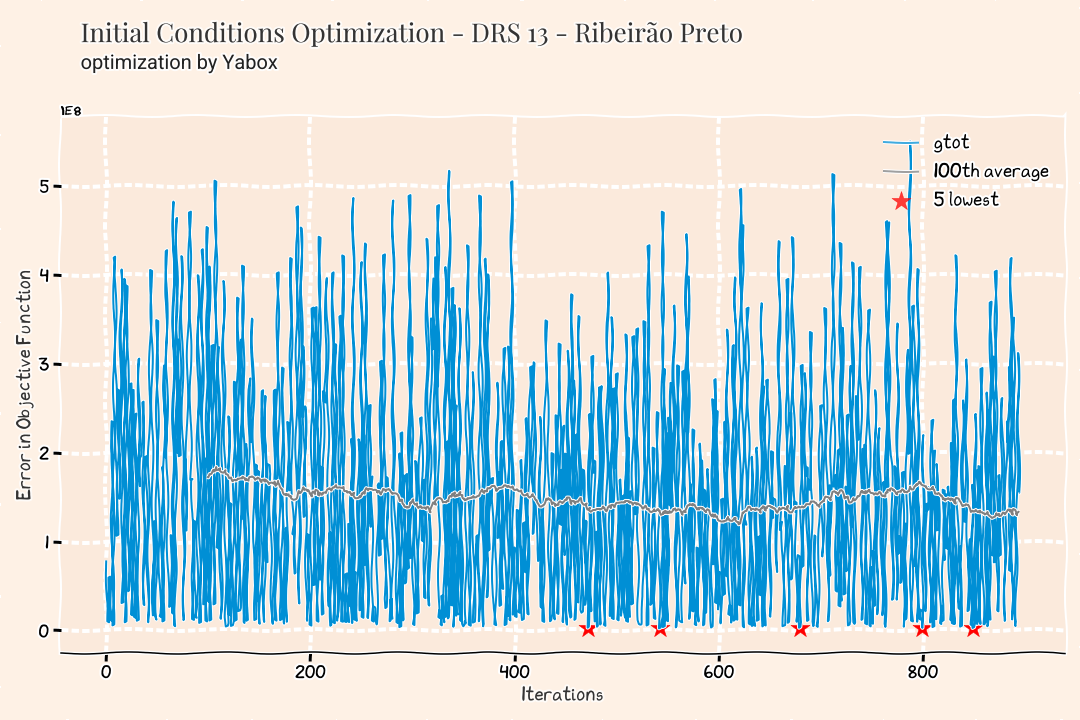 Initial Conditions Optimization - DRS 13 - Ribeirão Preto
optimization by Yabox
1E8
gtot
100th average
5 lowest
5
4
3
2
1
0
Error in Objective Function
0 200 400 600 800
Iterations